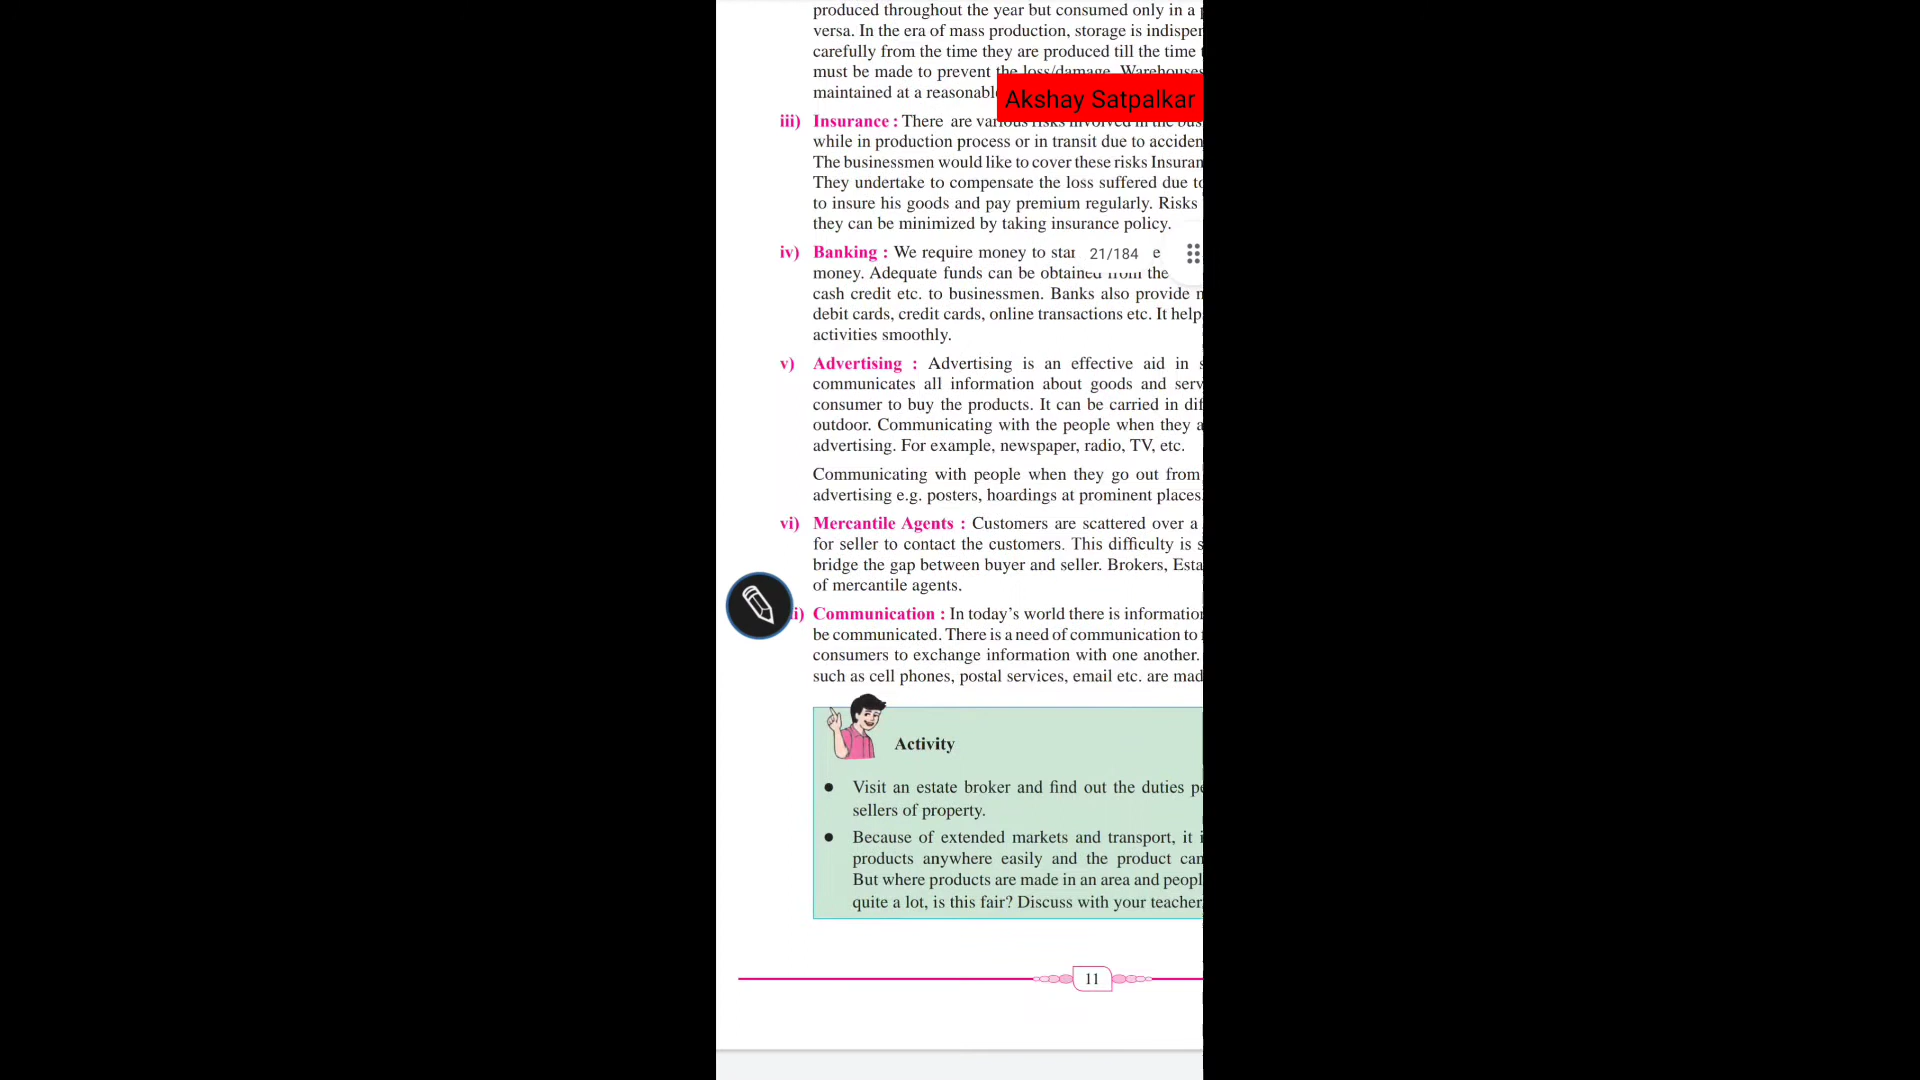 produced throughout the year but consumed only in a
versa. In the era of mass production, storage is
carefully from the time they are produced till the time
must be made to prevent the loss/damage. Warehouses
maintained at a
Akshay Satpalkar
iii) Insurance : There are various risks involved in the
while in production process or in transit due to
The businessmen would like to cover these risks
They undertake to compensate the loss suffered due to
to insure his goods and pay premium regularly. Risks
they can be minimized by taking insurance policy.
iv) Banking : We require money to
21/184
money. Adequate funds can be obtained from the
cash credit etc. to businessmen. Banks also provide
debit cards, credit cards, online transactions etc. It
activities smoothly.
v) Advertising : Advertising is an effective aid in
communicates all information about goods and
consumer to buy the products. It can be carried in
outdoor. Communicating with the people when they
advertising. For example, newspaper, radio, TV, etc.
Communicating with people when they go out from
advertising e.g. posters, hoardings at prominent places
vi) Mercantile Agents : Customers are scattered over a
for seller to contact the customers. This difficulty is
bridge the gap between buyer and seller. Brokers,
of mercantile agents.
Communication : In today’s world there is
be communicated. There is a need of communication to
consumers to exchange information with one another.
such as cell phones, postal services, email etc. are
Activity
● Visit an estate broker and find out the duties
sellers of property.
● Because of extended markets and transport, it
products anywhere easily and the product can
But where products are made in an area and
quite a lot, is this fair? Discuss with your teacher
11